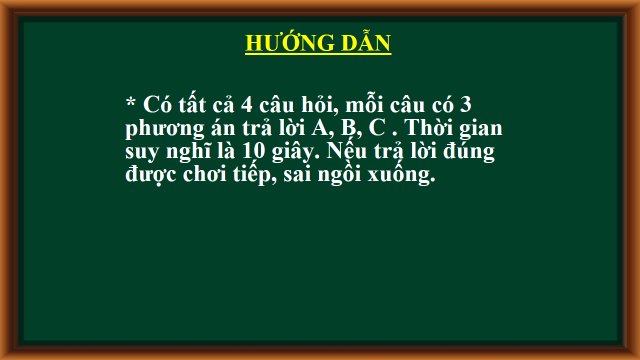 HƯỚNG DẪN
* Có tất cả 4 câu hỏi, mỗi câu có 3
phương án trả lời A, B, C . Thời gian
suy nghĩ là 10 giây. Nếu trả lời đúng
được chơi tiếp, sai ngồi xuống.